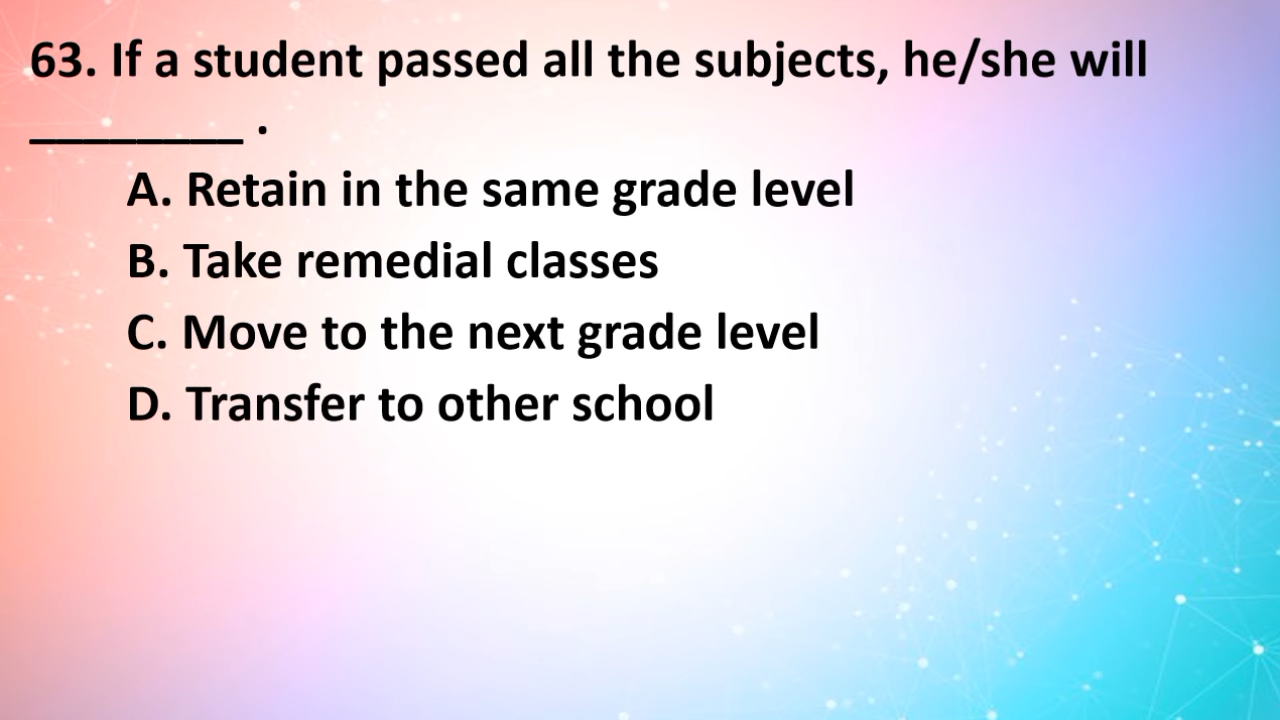 63. If a student passed all the subjects, he/she will
________ .
A. Retain in the same grade level
B. Take remedial classes
C. Move to the next grade level
D. Transfer to other school